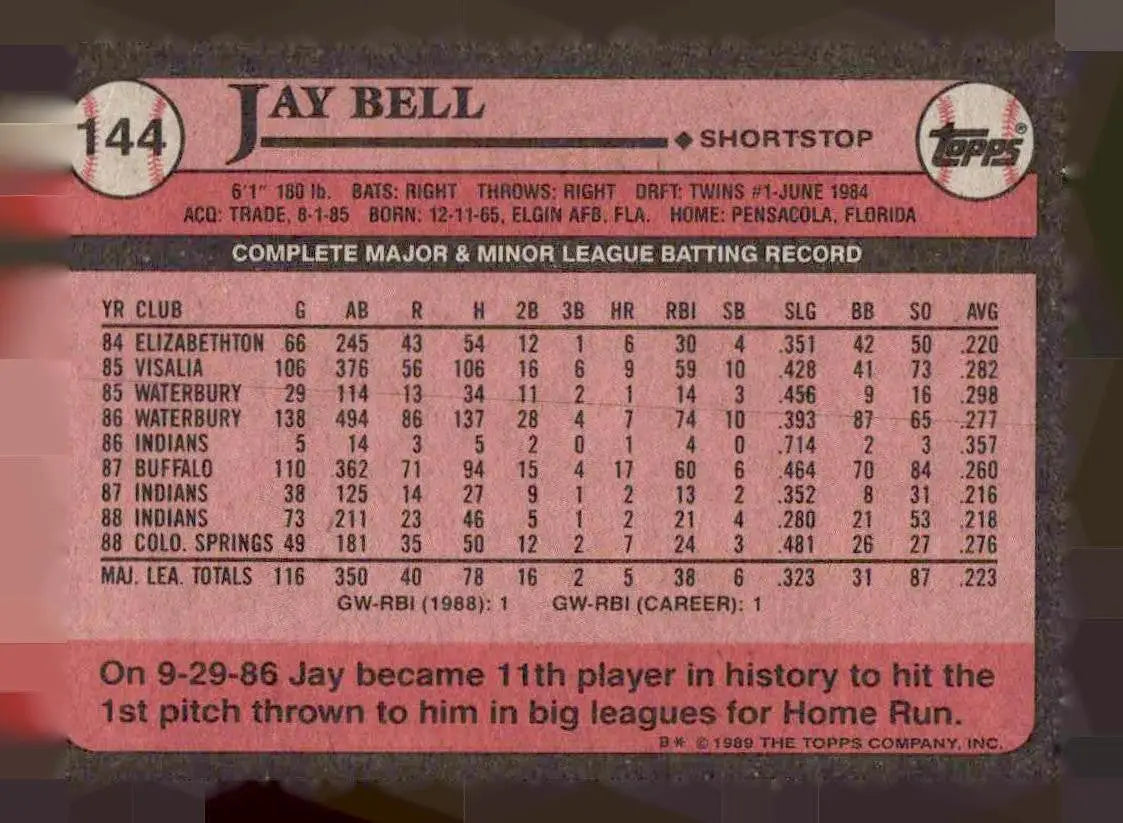 144
JAY BELL
◆ SHORTSTOP
TOPPS®
6'1" 180 lb. BATS: RIGHT THROWS: RIGHT DRFT: TWINS #1-JUNE 1984
ACQ: TRADE, 8-1-85 BORN: 12-11-65, ELGIN AFB, FLA. HOME: PENSACOLA, FLORIDA
COMPLETE MAJOR & MINOR LEAGUE BATTING RECORD
YR CLUB G AB R H 2B 3B HR RBI SB SLG BB SO AVG
84 ELIZABETHTON 66 245 43 54 12 1 6 30 4 .351 42 50 .220
85 VISALIA 106 376 56 106 16 6 9 59 10 .428 41 73 .282
85 WATERBURY 29 114 13 34 11 2 1 14 3 .456 9 16 .298
86 WATERBURY 138 494 86 137 28 4 7 74 10 .393 87 65 .277
86 INDIANS 5 14 3 5 2 0 1 4 0 .714 2 3 .357
87 BUFFALO 110 362 71 94 15 4 17 60 6 .464 70 84 .260
87 INDIANS 38 125 14 27 9 1 2 13 2 .352 8 31 .216
88 INDIANS 73 211 23 46 5 1 2 21 4 .280 21 53 .218
88 COLO. SPRINGS 49 181 35 50 12 2 7 24 3 .481 26 27 .276
MAJ. LEA. TOTALS 116 350 40 78 16 2 5 38 6 .323 31 87 .223
GW-RBI (1988): 1 GW-RBI (CAREER): 1
On 9-29-86 Jay became 11th player in history to hit the
1st pitch thrown to him in big leagues for Home Run.
B* © 1989 THE TOPPS COMPANY, INC.